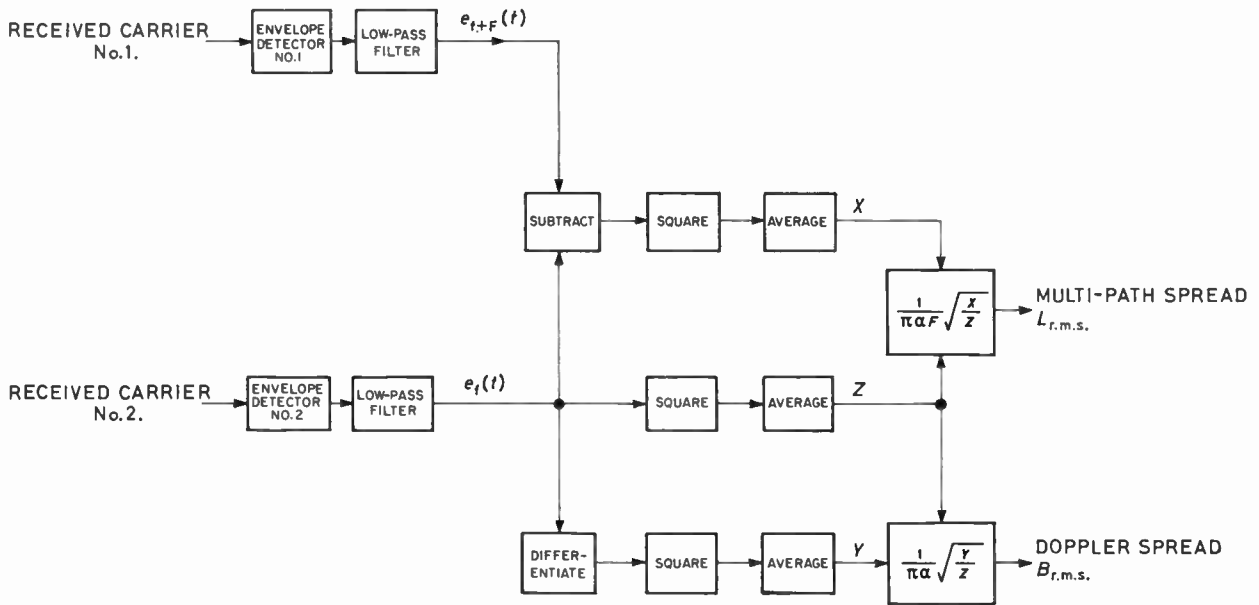 RECEIVED CARRIER
No.1.
ENVELOPE
DETECTOR
NO.1
LOW-PASS
FILTER
e_{f+F}(t)
SUBTRACT
SQUARE
AVERAGE
X
1/(παF) √(X/Z)
MULTI-PATH SPREAD
L_{r.m.s.}
RECEIVED CARRIER
No.2.
ENVELOPE
DETECTOR
NO.2
LOW-PASS
FILTER
e_f(t)
SQUARE
AVERAGE
Z
DIFFER-
ENTIATE
SQUARE
AVERAGE
Y
1/(πα) √(Y/Z)
DOPPLER SPREAD
B_{r.m.s.}